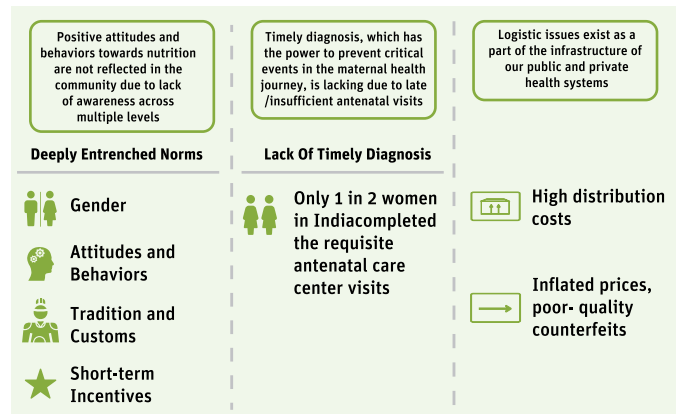 Positive attitudes and
behaviors towards nutrition
are not reflected in the
community due to lack
of awareness across
multiple levels
Deeply Entrenched Norms
Gender
Attitudes and
Behaviors
Tradition and
Customs
Short-term
Incentives
Timely diagnosis, which has
the power to prevent critical
events in the maternal health
journey, is lacking due to late
/insufficient antenatal visits
Lack Of Timely Diagnosis
Only 1 in 2 women
in Indiacompleted
the requisite
antenatal care
center visits
Logistic issues exist as a
part of the infrastructure of
our public and private
health systems
High distribution
costs
Inflated prices,
poor- quality
counterfeits